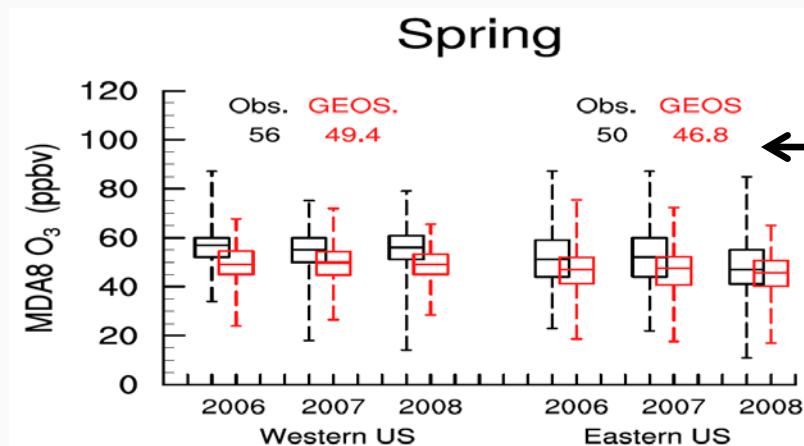 Spring
120
100
80
60
40
20
0
MDA8 O₃ (ppbv)
Obs. GEOS. Obs. GEOS
56 49.4 50 46.8
2006 2007 2008 2006 2007 2008
Western US Eastern US